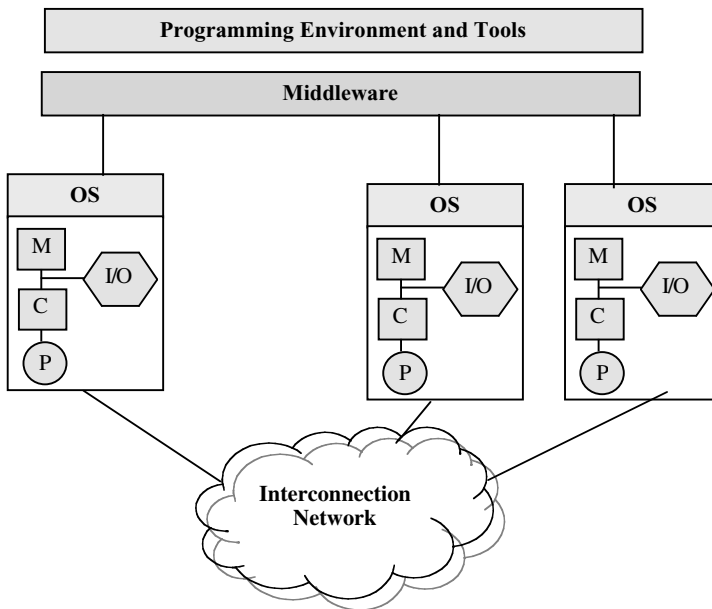 Programming Environment and Tools
Middleware
OS
M
I/O
C
P
OS
M
I/O
C
P
OS
M
I/O
C
P
Interconnection
Network